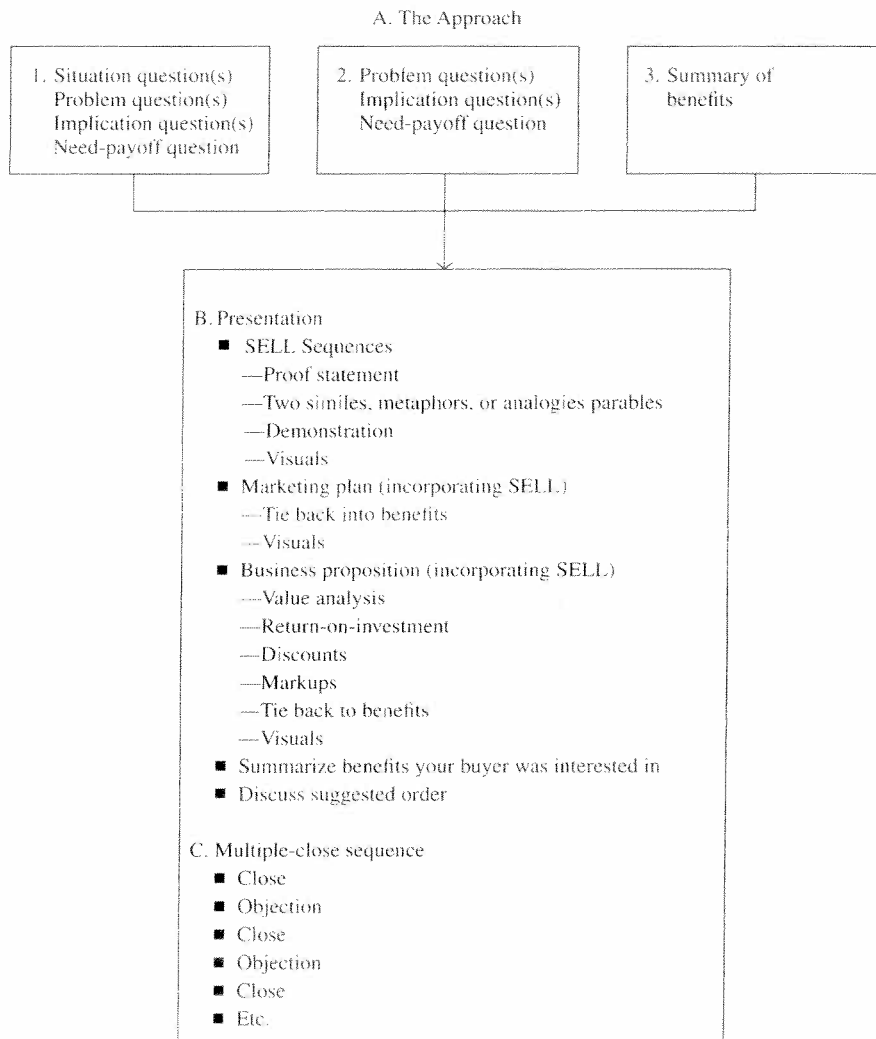 A. The Approach
1. Situation question(s)
Problem question(s)
Implication question(s)
Need-payoff question
2. Problem question(s)
Implication question(s)
Need-payoff question
3. Summary of
benefits
B. Presentation
■ SELL Sequences
—Proof statement
—Two similes, metaphors, or analogies parables
—Demonstration
—Visuals
■ Marketing plan (incorporating SELL)
—Tie back into benefits
—Visuals
■ Business proposition (incorporating SELL)
—Value analysis
—Return-on-investment
—Discounts
—Markups
—Tie back to benefits
—Visuals
■ Summarize benefits your buyer was interested in
■ Discuss suggested order
C. Multiple-close sequence
■ Close
■ Objection
■ Close
■ Objection
■ Close
■ Etc.